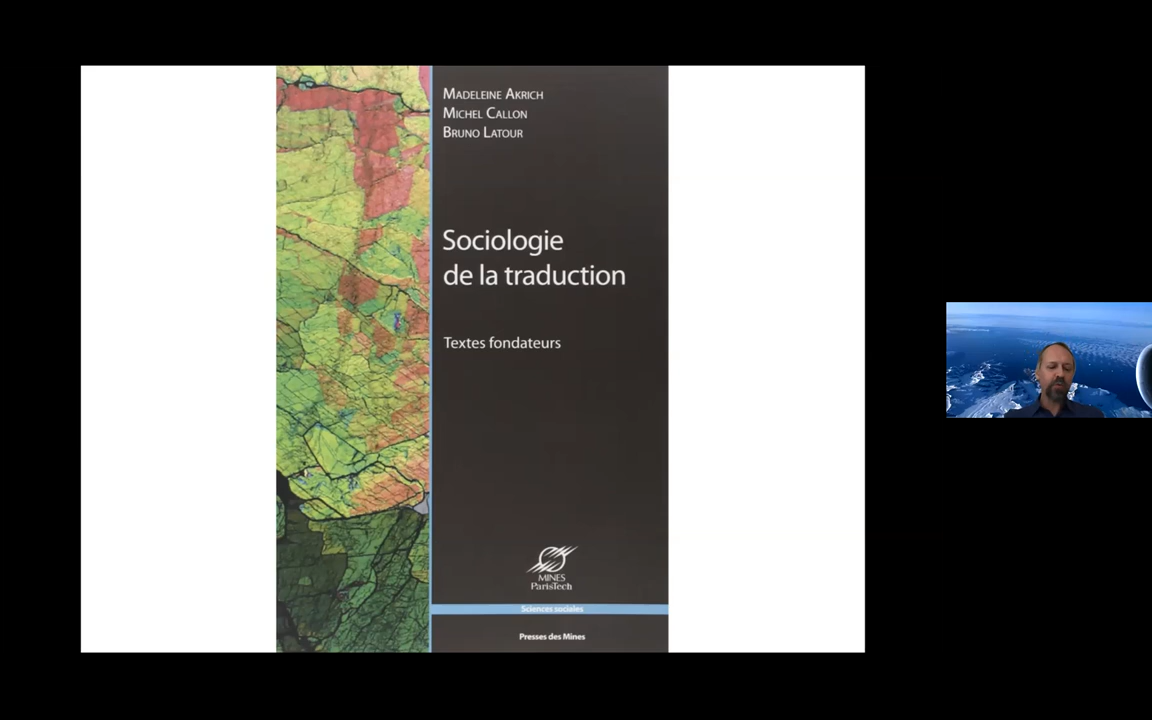 MADELEINE AKRICH
MICHEL CALLON
BRUNO LATOUR
Sociologie
de la traduction
Textes fondateurs
MINES
ParisTech
Sciences sociales
Presses des Mines